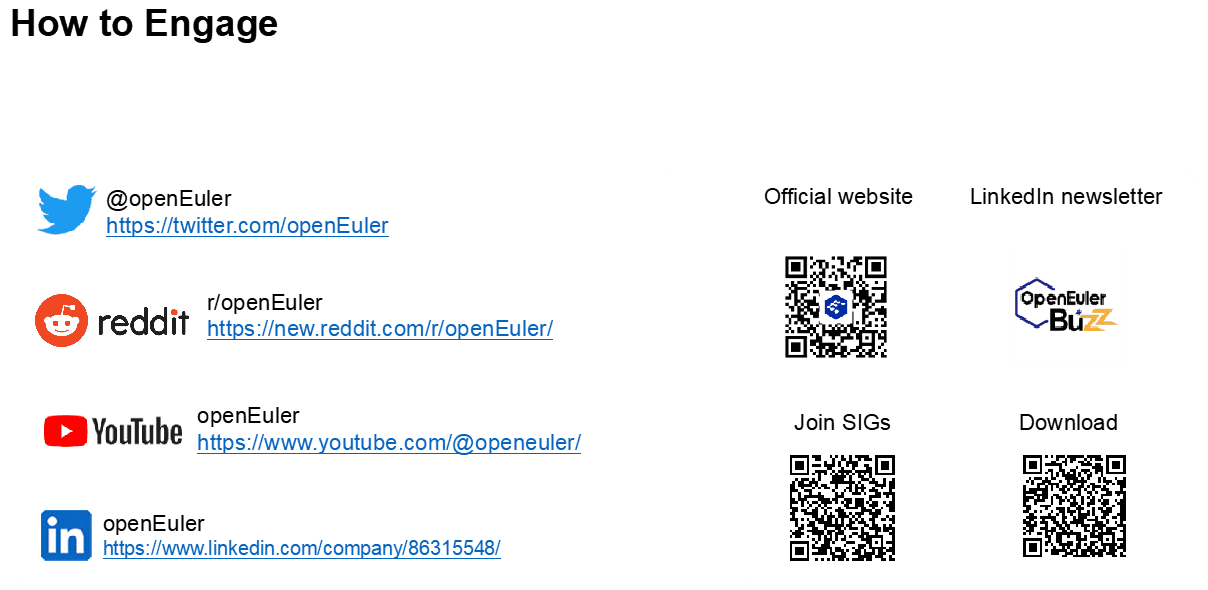 How to Engage
@openEuler
https://twitter.com/openEuler
reddit
r/openEuler
https://new.reddit.com/r/openEuler/
YouTube
openEuler
https://www.youtube.com/@openeuler/
in
openEuler
https://www.linkedin.com/company/86315548/
Official website
LinkedIn newsletter
OpenEuler
Buzz
Join SIGs
Download